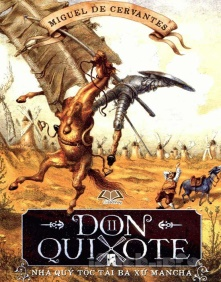 MIGUEL DE CERVANTES
II
DON
QUIXOTE
NHÀ QUÝ TỘC TÀI BA XỨ MANCHA